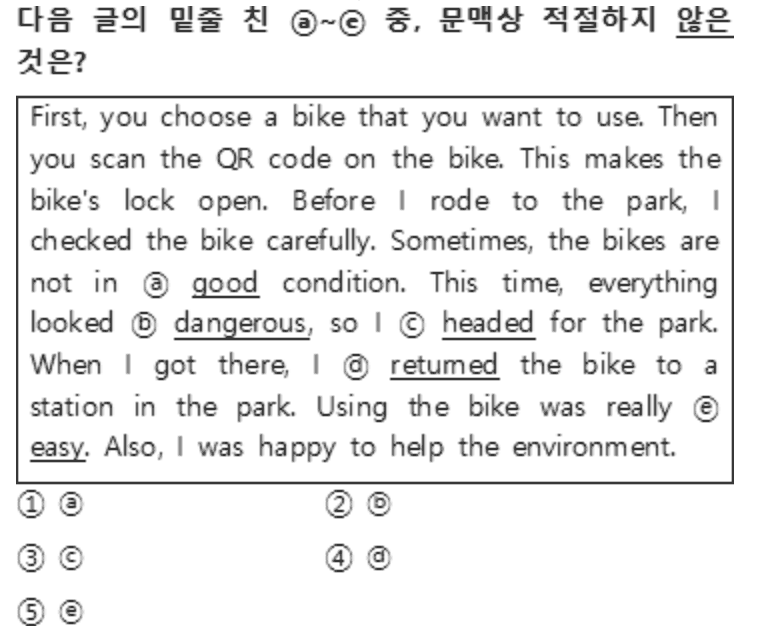 다음 글의 밑줄 친 ⓐ~ⓔ 중, 문맥상 적절하지 않은
것은?
First, you choose a bike that you want to use. Then
you scan the QR code on the bike. This makes the
bike's lock open. Before I rode to the park, I
checked the bike carefully. Sometimes, the bikes are
not in ⓐ good condition. This time, everything
looked ⓑ dangerous, so I ⓒ headed for the park.
When I got there, I ⓓ returned the bike to a
station in the park. Using the bike was really ⓔ
easy. Also, I was happy to help the environment.
① ⓐ ② ⓑ
③ ⓒ ④ ⓓ
⑤ ⓔ